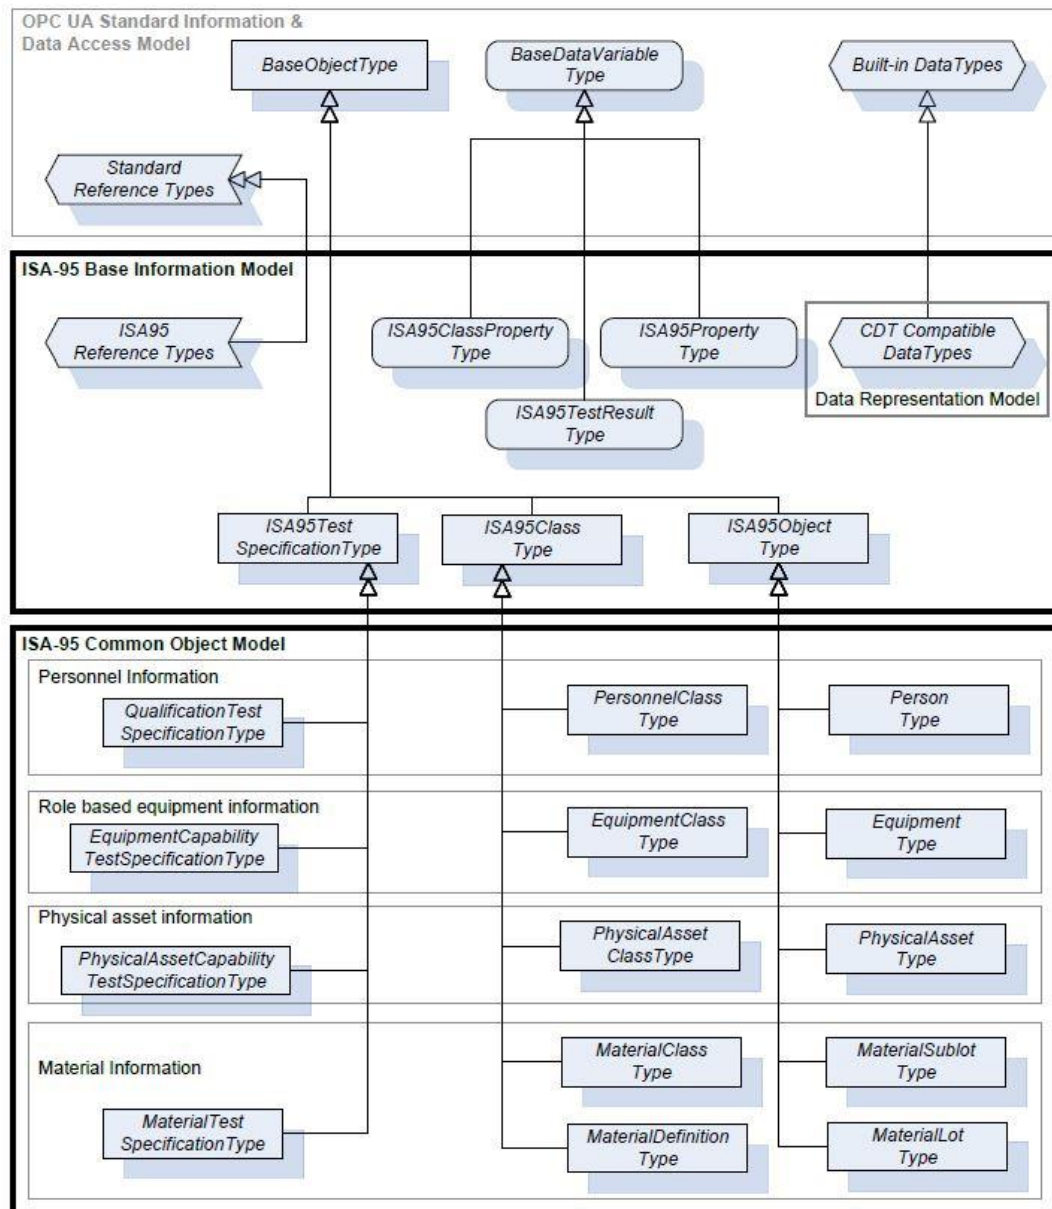 OPC UA Standard Information &
Data Access Model
BaseObjectType
BaseDataVariable
Type
Built-in DataTypes
Standard
Reference Types
ISA-95 Base Information Model
ISA95
Reference Types
ISA95ClassProperty
Type
ISA95Property
Type
CDT Compatible
DataTypes
Data Representation Model
ISA95TestResult
Type
ISA95Test
SpecificationType
ISA95Class
Type
ISA95Object
Type
ISA-95 Common Object Model
Personnel Information
QualificationTest
SpecificationType
PersonnelClass
Type
Person
Type
Role based equipment information
EquipmentCapability
TestSpecificationType
EquipmentClass
Type
Equipment
Type
Physical asset information
PhysicalAssetCapability
TestSpecificationType
PhysicalAsset
ClassType
PhysicalAsset
Type
Material Information
MaterialClass
Type
MaterialSublot
Type
MaterialTest
SpecificationType
MaterialDefinition
Type
MaterialLot
Type